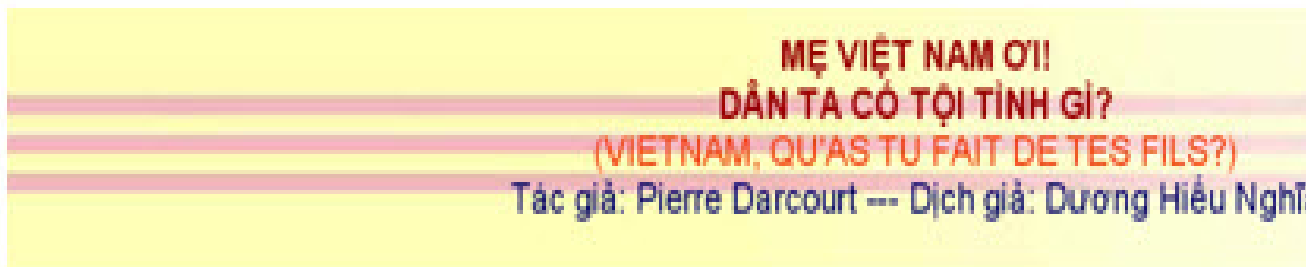 MẸ VIỆT NAM ƠI!
DÂN TA CÓ TỘI TÌNH GÌ?
(VIETNAM, QU'AS TU FAIT DE TES FILS?)
Tác giả: Pierre Darcourt --- Dịch giả: Dương Hiếu Nghĩa